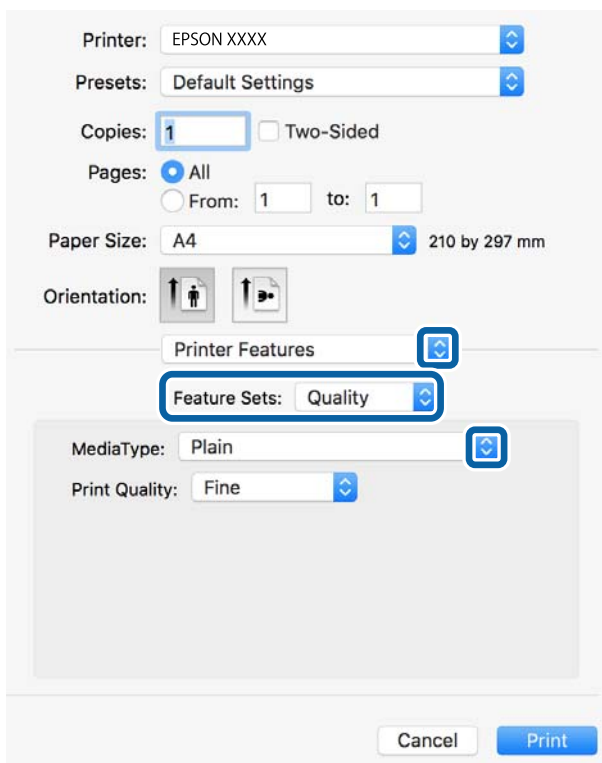 Printer: EPSON XXXX
Presets: Default Settings
Copies: 1 Two-Sided
Pages: All
From: 1 to: 1
Paper Size: A4 210 by 297 mm
Orientation:
Printer Features
Feature Sets: Quality
MediaType: Plain
Print Quality: Fine
Cancel Print